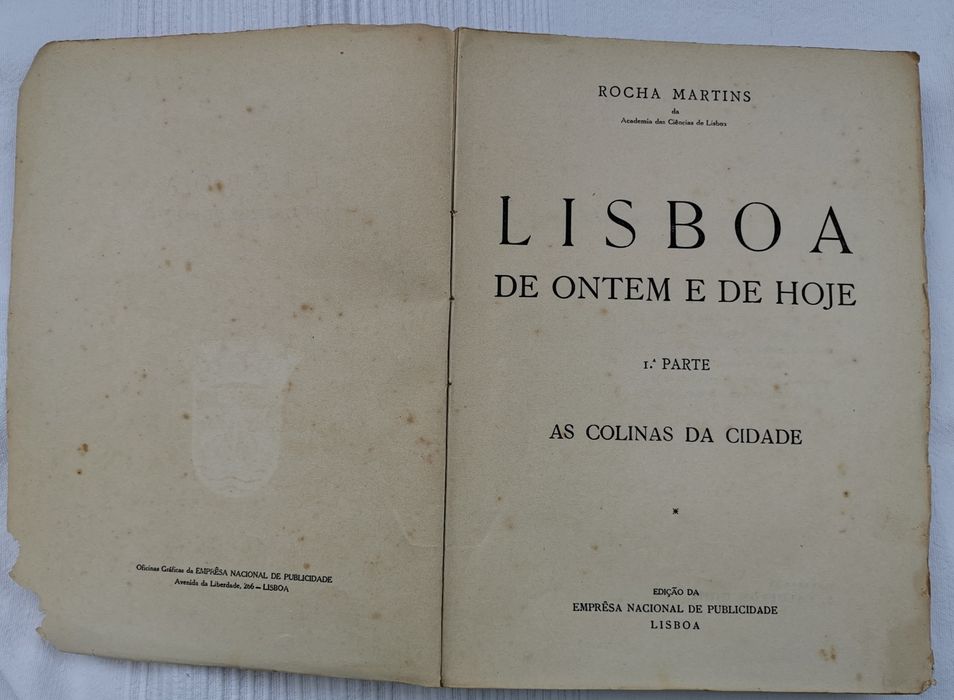 Oficinas Gráficas da EMPRÊSA NACIONAL DE PUBLICIDADE
Avenida da Liberdade, 266 — LISBOA
ROCHA MARTINS
da
Academia das Ciências de Lisboa
LISBOA
DE ONTEM E DE HOJE
1.ª PARTE
AS COLINAS DA CIDADE
EDIÇÃO DA
EMPRÊSA NACIONAL DE PUBLICIDADE
LISBOA